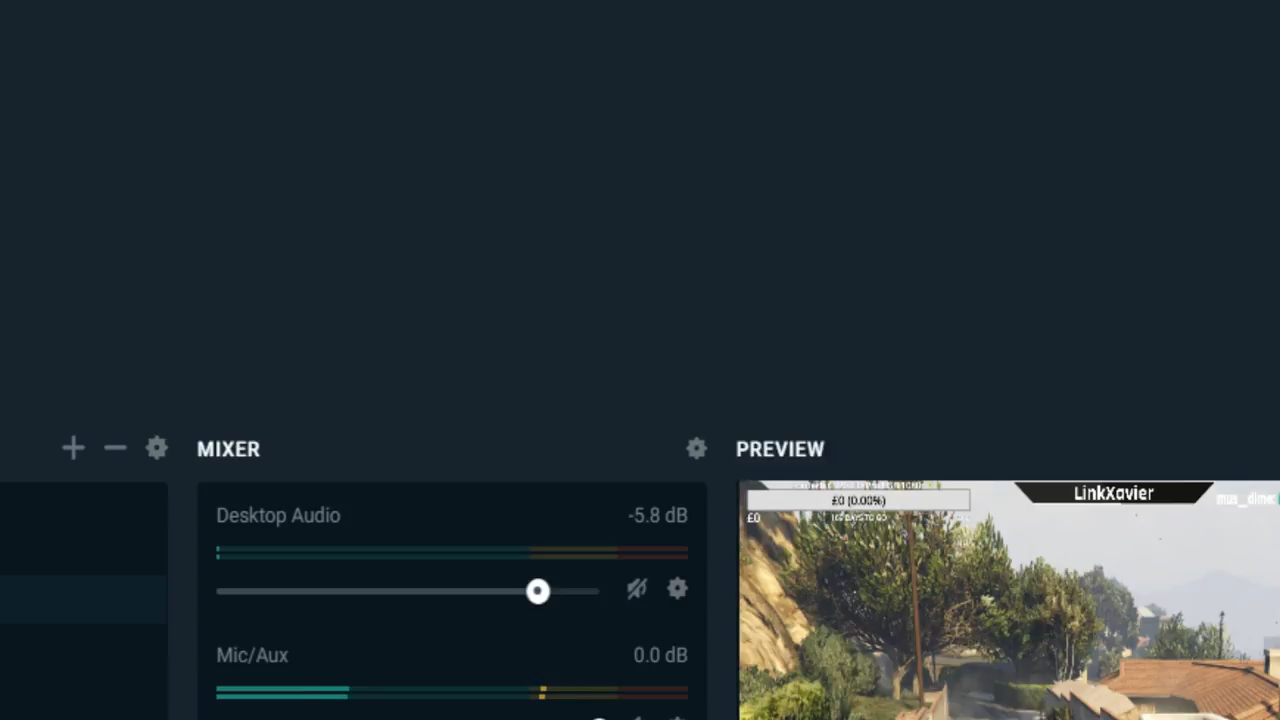 MIXER
PREVIEW
Desktop Audio
-5.8 dB
Mic/Aux
0.0 dB
£0 (0.00%)
£0
LinkXavier